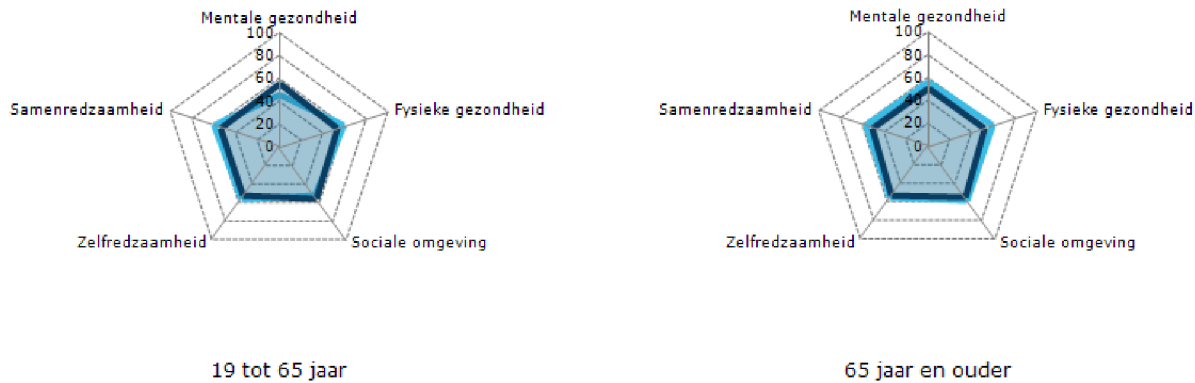 Mentale gezondheid
100
80
60
40
20
0
Samenredzaamheid
Fysieke gezondheid
Zelfredzaamheid
Sociale omgeving
19 tot 65 jaar
Mentale gezondheid
100
80
60
40
20
0
Samenredzaamheid
Fysieke gezondheid
Zelfredzaamheid
Sociale omgeving
65 jaar en ouder